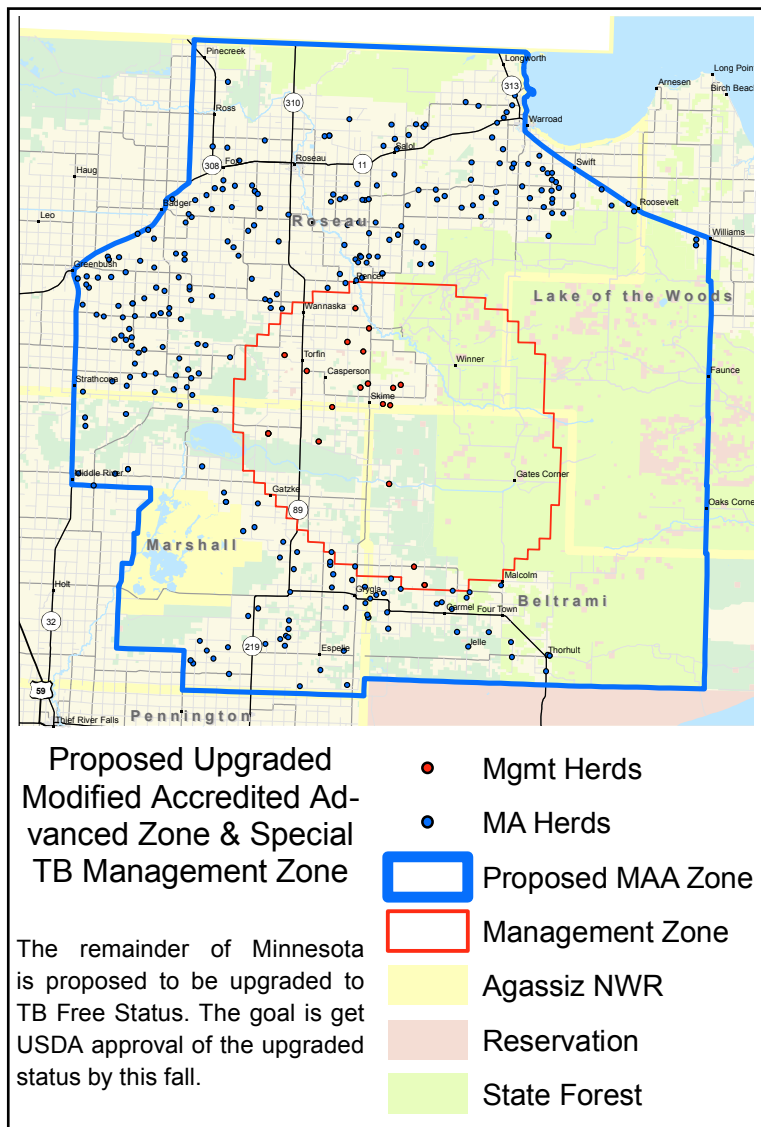 Pinecreek
Longworth
Long Poin
Arnesen
Birch Beac
313
310
Ross
Warroad
Salol
308
Fox
Roseau
11
Swift
Haug
Badger
Roosevelt
Leo
Roseau
Williams
Greenbush
Pencer
Lake of the Woods
Wannaska
Torfin
Winner
Strathcona
Casperson
Faunce
Skime
Middle River
Gates Corner
Gatzke
89
Oaks Corner
Marshall
Malcolm
Holt
Grygla
Beltrami
Carmel
Four Town
32
219
Espelie
Jelle
Thorhult
59
Pennington
Thief River Falls
Proposed Upgraded
Modified Accredited Ad-
vanced Zone & Special
TB Management Zone
The remainder of Minnesota
is proposed to be upgraded to
TB Free Status. The goal is get
USDA approval of the upgraded
status by this fall.
Mgmt Herds
MA Herds
Proposed MAA Zone
Management Zone
Agassiz NWR
Reservation
State Forest